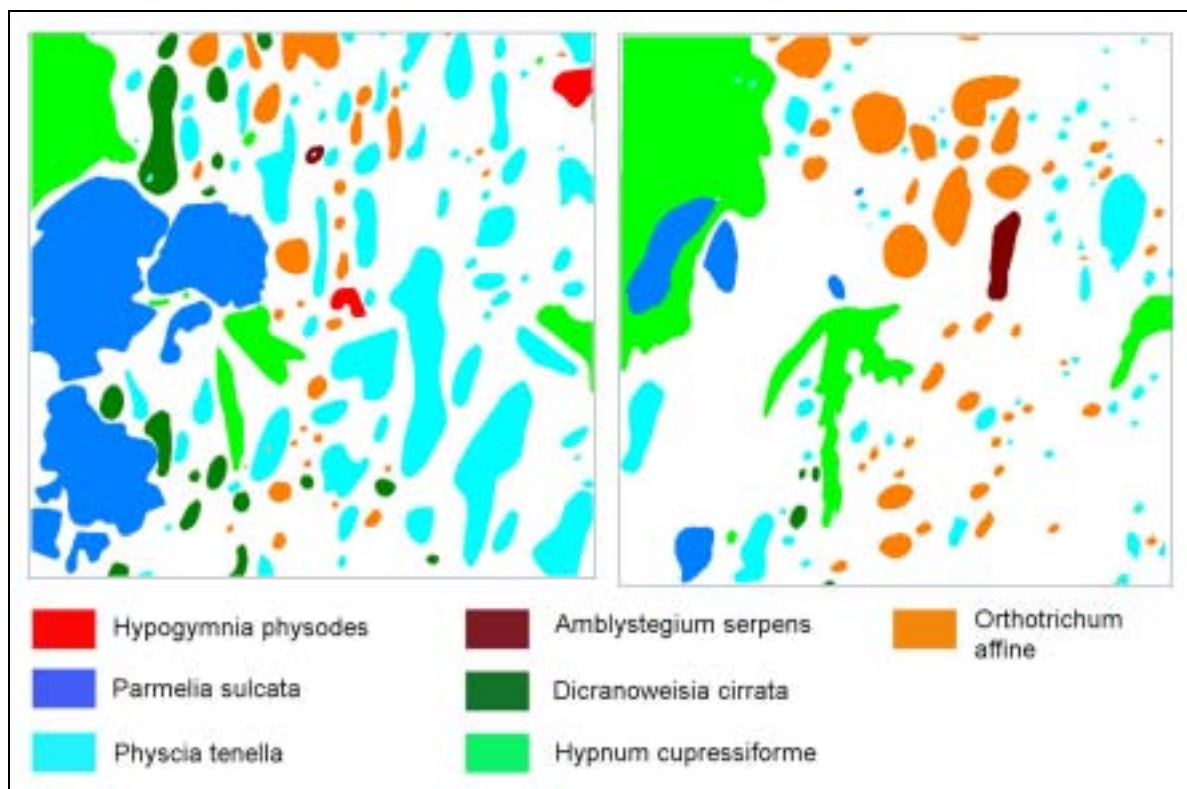 Hypogymnia physodes
Parmelia sulcata
Physcia tenella
Amblystegium serpens
Dicranoweisia cirrata
Hypnum cupressiforme
Orthotrichum
affine